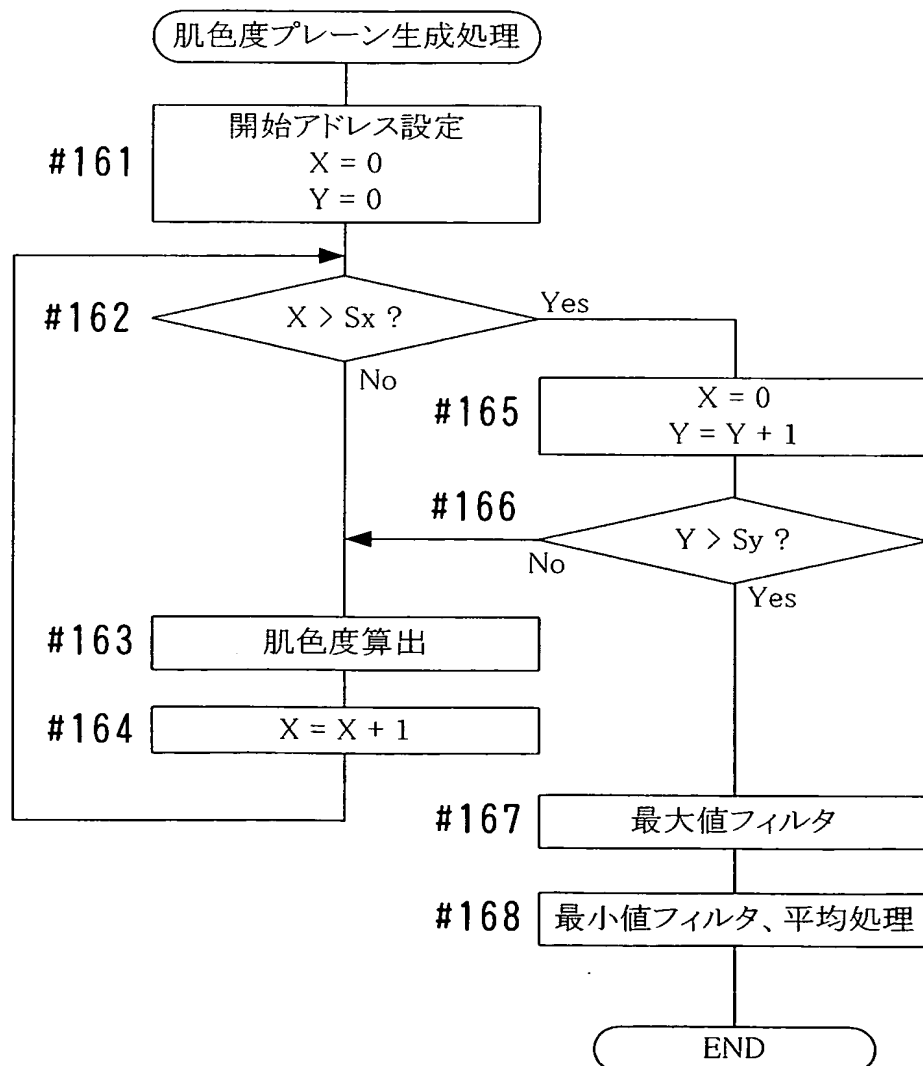 肌色度プレーン生成処理
#161
開始アドレス設定
X = 0
Y = 0
#162
X > Sx ?
Yes
No
#165
X = 0
Y = Y + 1
#166
Y > Sy ?
No
Yes
#163
肌色度算出
#164
X = X + 1
#167
最大値フィルタ
#168
最小値フィルタ、平均処理
END